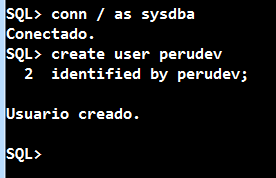 SQL> conn / as sysdba
Conectado.
SQL> create user perudev
  2  identified by perudev;
Usuario creado.
SQL>